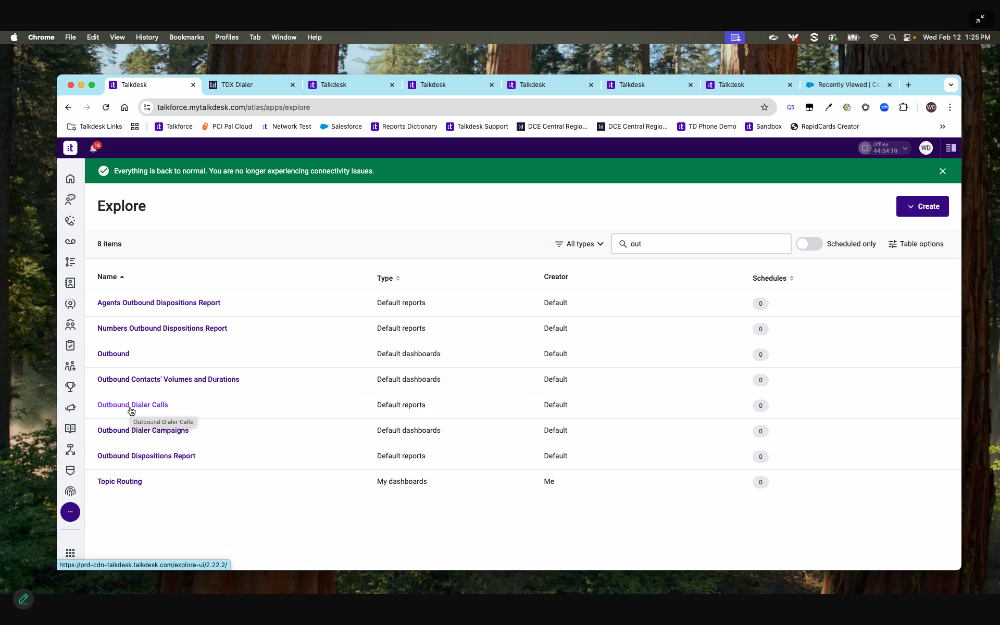 Chrome File Edit View History Bookmarks Profiles Tab Window Help Wed Feb 12 1:25 PM
Talkdesk TDX Dialer Talkdesk Talkdesk Talkdesk Talkdesk Talkdesk Recently Viewed | Co
talkforce.mytalkdesk.com/atlas/apps/explore C/S zm WD
Talkdesk Links Talkforce PCI Pal Cloud Network Test Salesforce Reports Dictionary Talkdesk Support DCE Central Regio... DCE Central Regio... TD Phone Demo Sandbox RapidCards Creator »
:t 16 Offline 44:54:19 WD
Everything is back to normal. You are no longer experiencing connectivity issues.
Explore
Create
8 items All types out Scheduled only Table options
Name Type Creator Schedules
Agents Outbound Dispositions Report Default reports Default 0
Numbers Outbound Dispositions Report Default reports Default 0
Outbound Default dashboards Default 0
Outbound Contacts' Volumes and Durations Default dashboards Default 0
Outbound Dialer Calls Default reports Default 0
Outbound Dialer Calls
Outbound Dialer Campaigns Default dashboards Default 0
Outbound Dispositions Report Default reports Default 0
Topic Routing My dashboards Me 0
https://prd-cdn-talkdesk.talkdesk.com/explore-ui/2.22.2/